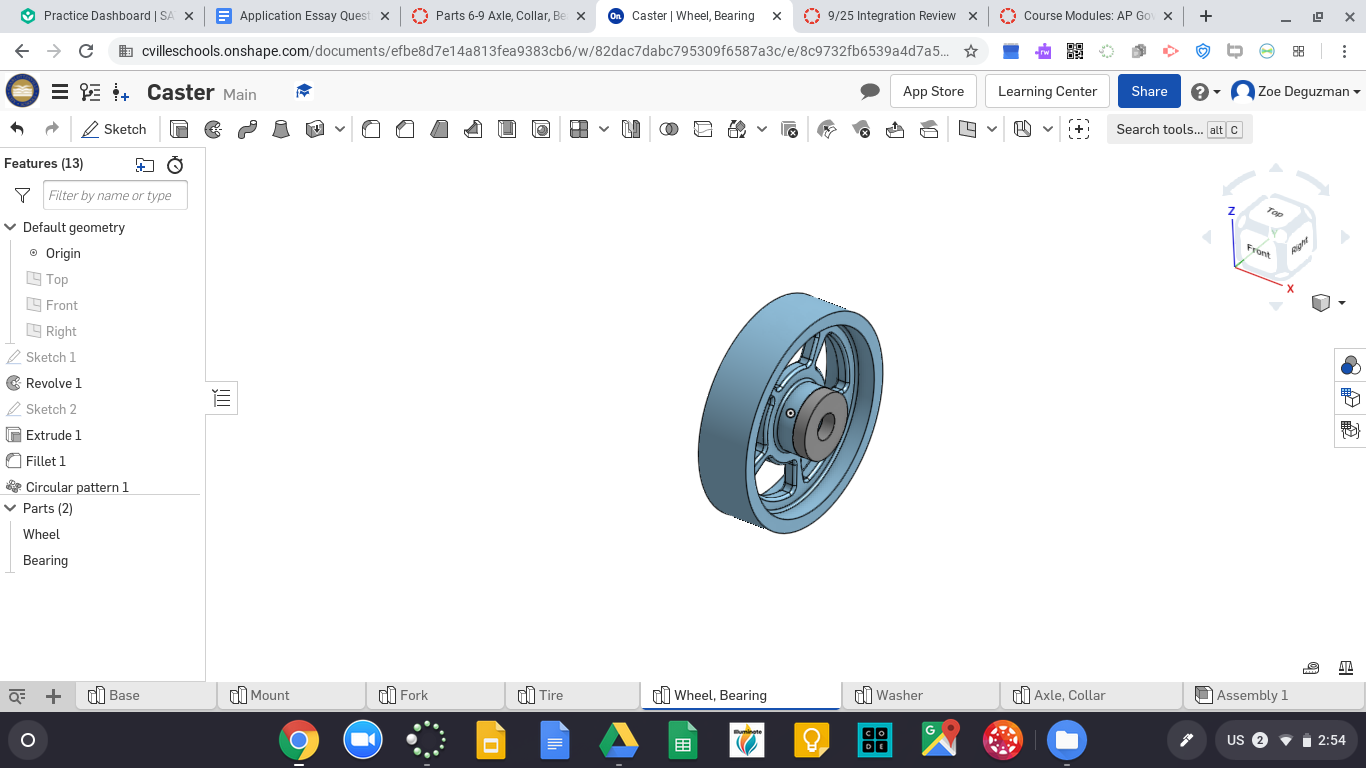 Practice Dashboard | SA
Application Essay Quest
Parts 6-9 Axle, Collar, Be
Caster | Wheel, Bearing
9/25 Integration Review
Course Modules: AP Gov
cvilleschools.onshape.com/documents/efbe8d7e14a813fea9383cb6/w/82dac7dabc795309f6587a3c/e/8c9732fb6539a4d7a5...
Caster Main
App Store
Learning Center
Share
Zoe Deguzman
Sketch
Search tools... alt C
Features (13)
Filter by name or type
Default geometry
Origin
Top
Front
Right
Sketch 1
Revolve 1
Sketch 2
Extrude 1
Fillet 1
Circular pattern 1
Parts (2)
Wheel
Bearing
Z
Top
Front
Right
X
Base
Mount
Fork
Tire
Wheel, Bearing
Washer
Axle, Collar
Assembly 1
Illuminate
CODE
US 2 2:54